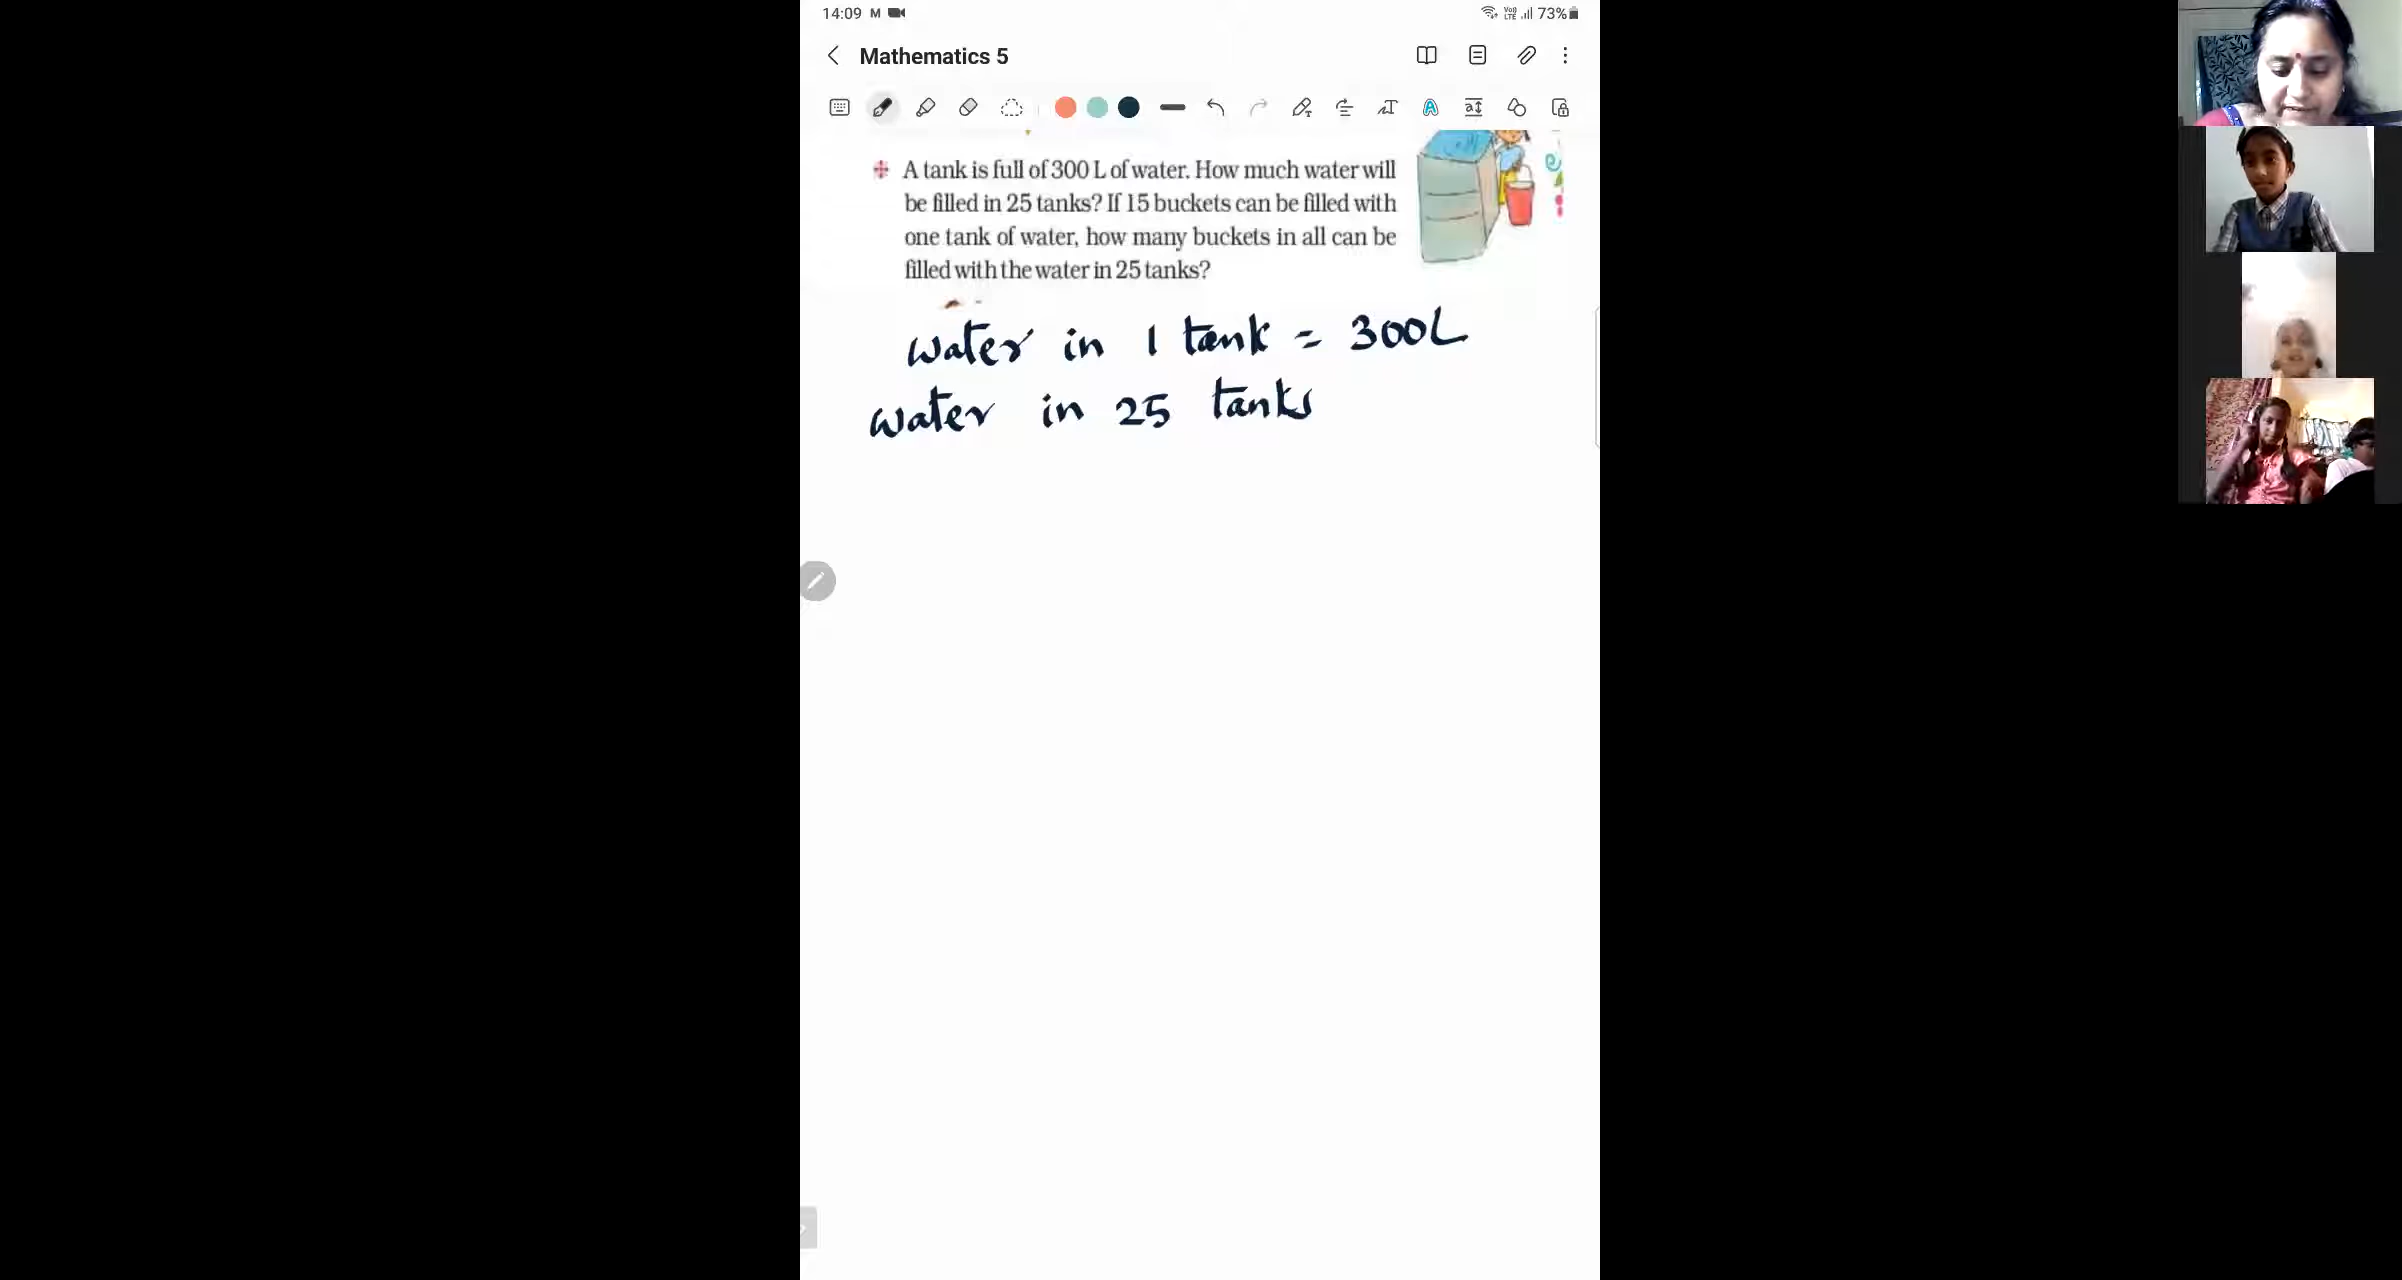 14:09 M
VoLTE 73%
Mathematics 5
A tank is full of 300 L of water. How much water will
be filled in 25 tanks? If 15 buckets can be filled with
one tank of water, how many buckets in all can be
filled with the water in 25 tanks?
water in 1 tank = 300L
water in 25 tanks